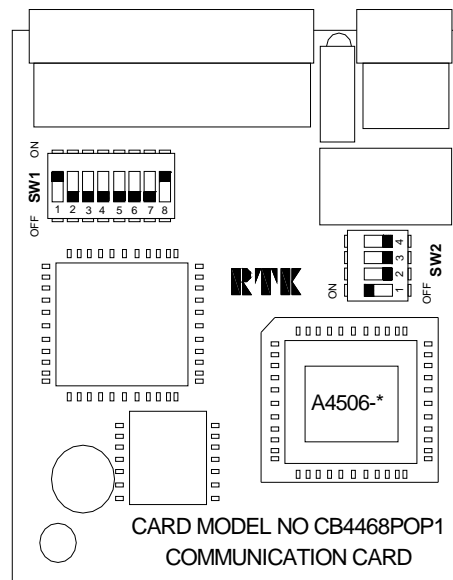 ON
SW1
OFF
1 2 3 4 5 6 7 8
4
3
2
1
SW2
ON
OFF
RTK
A4506-*
CARD MODEL NO CB4468POP1
COMMUNICATION CARD